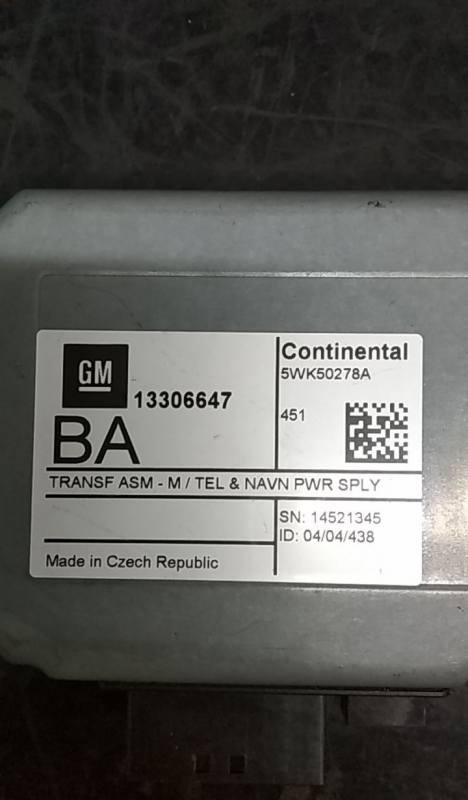 GM
13306647
BA
Continental
5WK50278A
451
TRANSF ASM - M / TEL & NAVN PWR SPLY
SN: 14521345
ID: 04/04/438
Made in Czech Republic